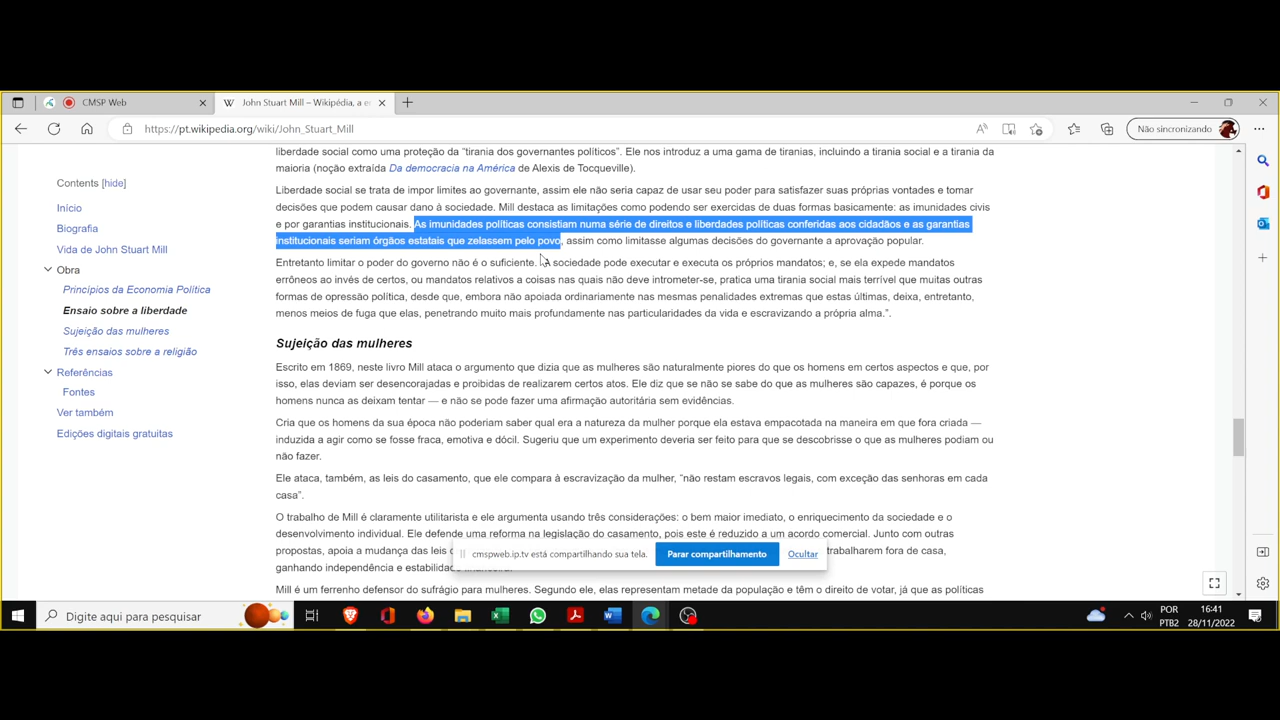 CMSP Web
John Stuart Mill – Wikipédia, a e
https://pt.wikipedia.org/wiki/John_Stuart_Mill
Não sincronizando
Contents [hide]
Início
Biografia
Vida de John Stuart Mill
Obra
Principios da Economia Politica
Ensaio sobre a liberdade
Sujeição das mulheres
Três ensaios sobre a religião
Referências
Fontes
Ver também
Edições digitais gratuitas
liberdade social como uma proteção da “tirania dos governantes políticos”. Ele nos introduz a uma gama de tiranias, incluindo a tirania social e a tirania da
maioria (noção extraída Da democracia na América de Alexis de Tocqueville).
Liberdade social se trata de impor limites ao governante, assim ele não seria capaz de usar seu poder para satisfazer suas próprias vontades e tomar
decisões que podem causar dano à sociedade. Mill destaca as limitações como podendo ser exercidas de duas formas basicamente: as imunidades civis
e por garantias institucionais. As imunidades políticas consistiam numa série de direitos e liberdades políticas conferidas aos cidadãos e as garantias
institucionais seriam órgãos estatais que zelassem pelo povo, assim como limitasse algumas decisões do governante a aprovação popular.
Entretanto limitar o poder do governo não é o suficiente. “A sociedade pode executar e executa os próprios mandatos; e, se ela expede mandatos
errôneos ao invés de certos, ou mandatos relativos a coisas nas quais não deve intrometer-se, pratica uma tirania social mais terrível que muitas outras
formas de opressão política, desde que, embora não apoiada ordinariamente nas mesmas penalidades extremas que estas últimas, deixa, entretanto,
menos meios de fuga que elas, penetrando muito mais profundamente nas particularidades da vida e escravizando a própria alma.”.
Sujeição das mulheres
Escrito em 1869, neste livro Mill ataca o argumento que dizia que as mulheres são naturalmente piores do que os homens em certos aspectos e que, por
isso, elas deviam ser desencorajadas e proibidas de realizarem certos atos. Ele diz que se não se sabe do que as mulheres são capazes, é porque os
homens nunca as deixam tentar — e não se pode fazer uma afirmação autoritária sem evidências.
Cria que os homens da sua época não poderiam saber qual era a natureza da mulher porque ela estava empacotada na maneira em que fora criada —
induzida a agir como se fosse fraca, emotiva e dócil. Sugeriu que um experimento deveria ser feito para que se descobrisse o que as mulheres podiam ou
não fazer.
Ele ataca, também, as leis do casamento, que ele compara à escravização da mulher, “não restam escravos legais, com exceção das senhoras em cada
casa”.
O trabalho de Mill é claramente utilitarista e ele argumenta usando três considerações: o bem maior imediato, o enriquecimento da sociedade e o
desenvolvimento individual. Ele defende uma reforma na legislação do casamento, pois este é reduzido a um acordo comercial. Junto com outras
propostas, apoia a mudança das leis trabalharem fora de casa,
ganhando independência e estabilidade
Mill é um ferrenho defensor do sufrágio para mulheres. Segundo ele, elas representam metade da população e têm o direito de votar, já que as políticas
cmspweb.ip.tv está compartilhando sua tela.
Parar compartilhamento
Ocultar
Digite aqui para pesquisar
POR
PTB2
16:41
28/11/2022